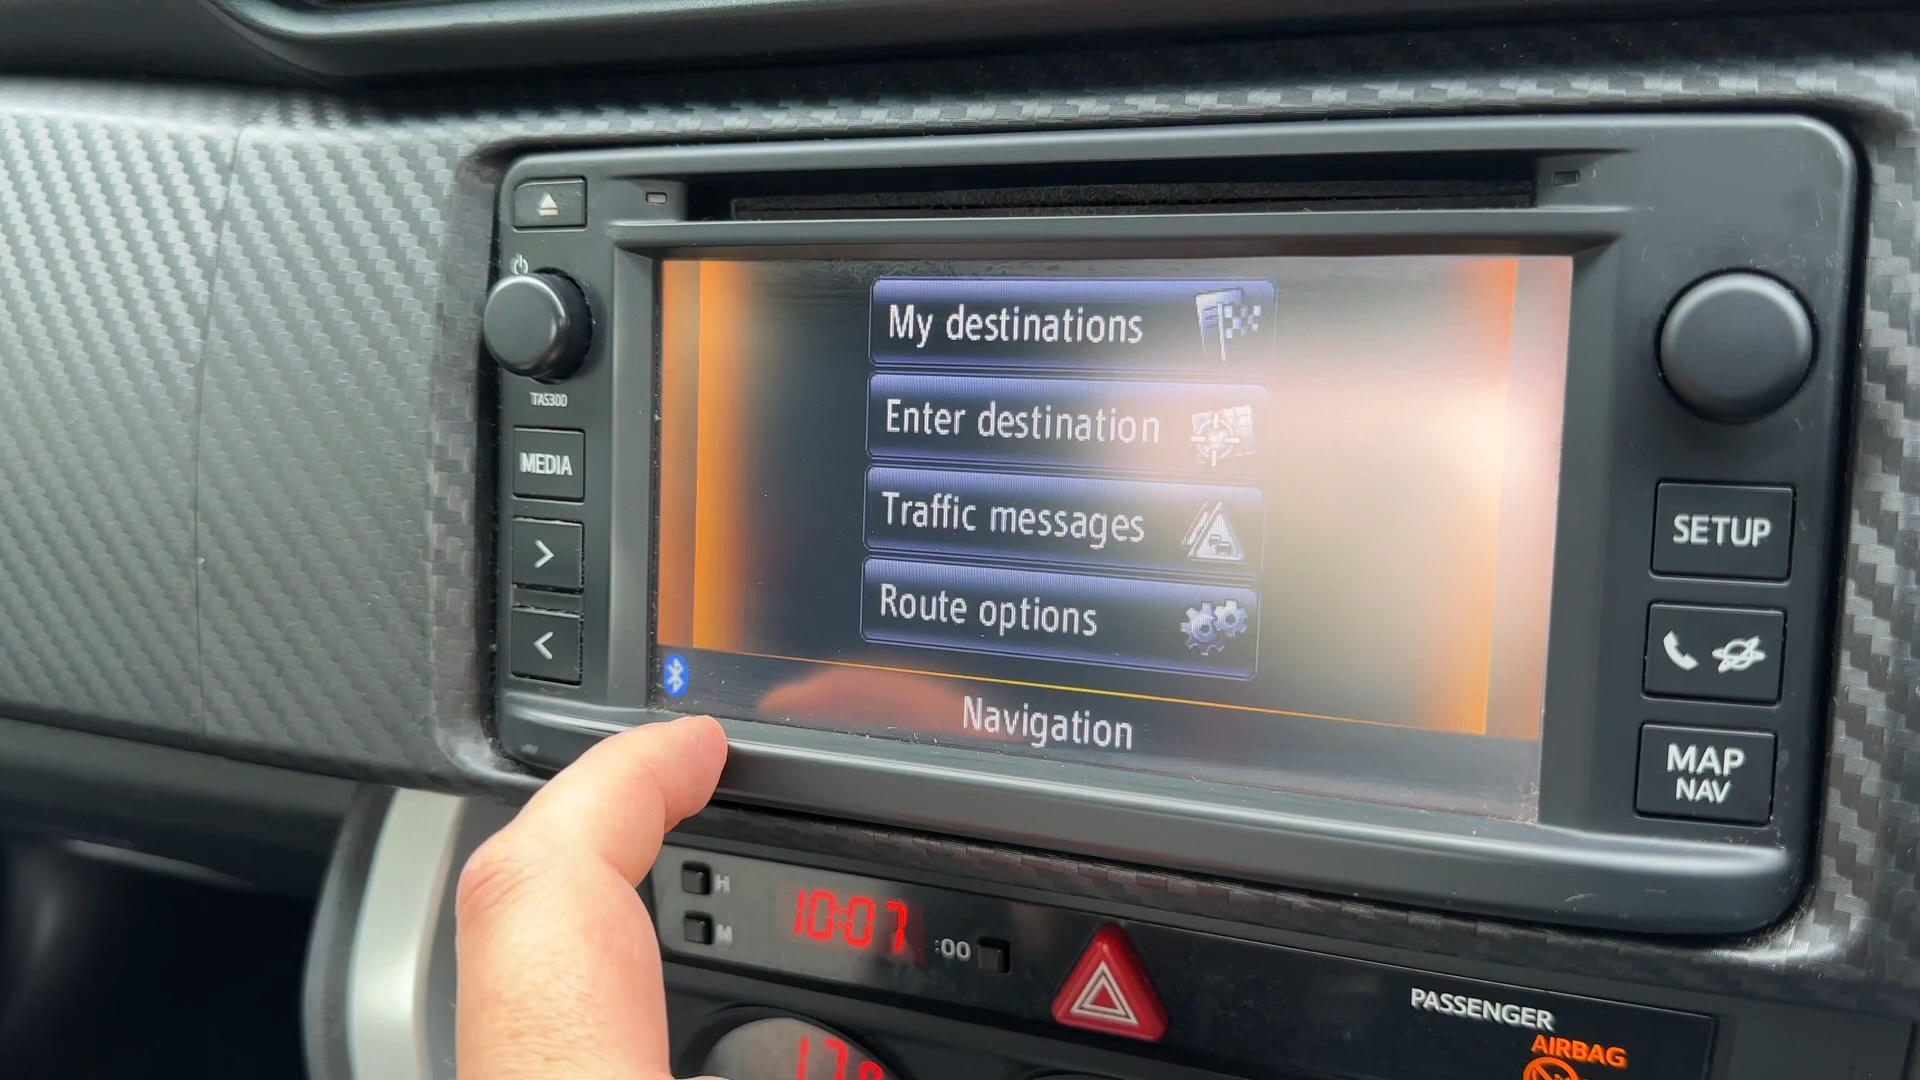 TAS300
MEDIA
>
<
My destinations
Enter destination
Traffic messages
Route options
Navigation
SETUP
MAP
NAV
H
M
10:07
:00
PASSENGER
AIRBAG